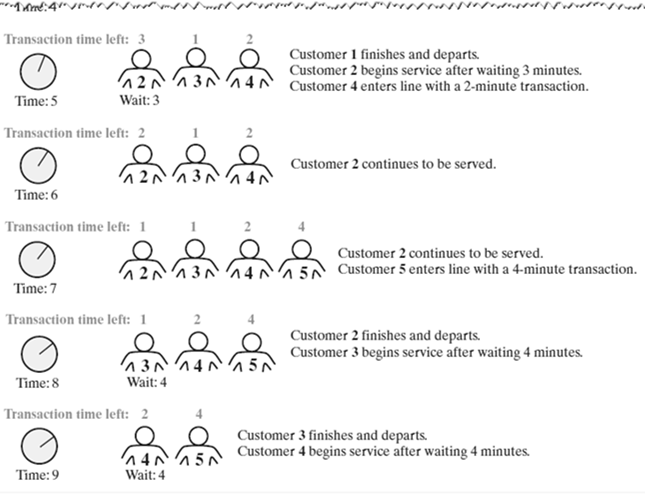 Time: 4
Transaction time left: 3 1 2
2 3 4
Customer 1 finishes and departs.
Customer 2 begins service after waiting 3 minutes.
Customer 4 enters line with a 2-minute transaction.
Time: 5
Wait: 3
Transaction time left: 2 1 2
2 3 4
Customer 2 continues to be served.
Time: 6
Transaction time left: 1 1 2 4
2 3 4 5
Customer 2 continues to be served.
Customer 5 enters line with a 4-minute transaction.
Time: 7
Transaction time left: 1 2 4
3 4 5
Customer 2 finishes and departs.
Customer 3 begins service after waiting 4 minutes.
Time: 8
Wait: 4
Transaction time left: 2 4
4 5
Customer 3 finishes and departs.
Customer 4 begins service after waiting 4 minutes.
Time: 9
Wait: 4